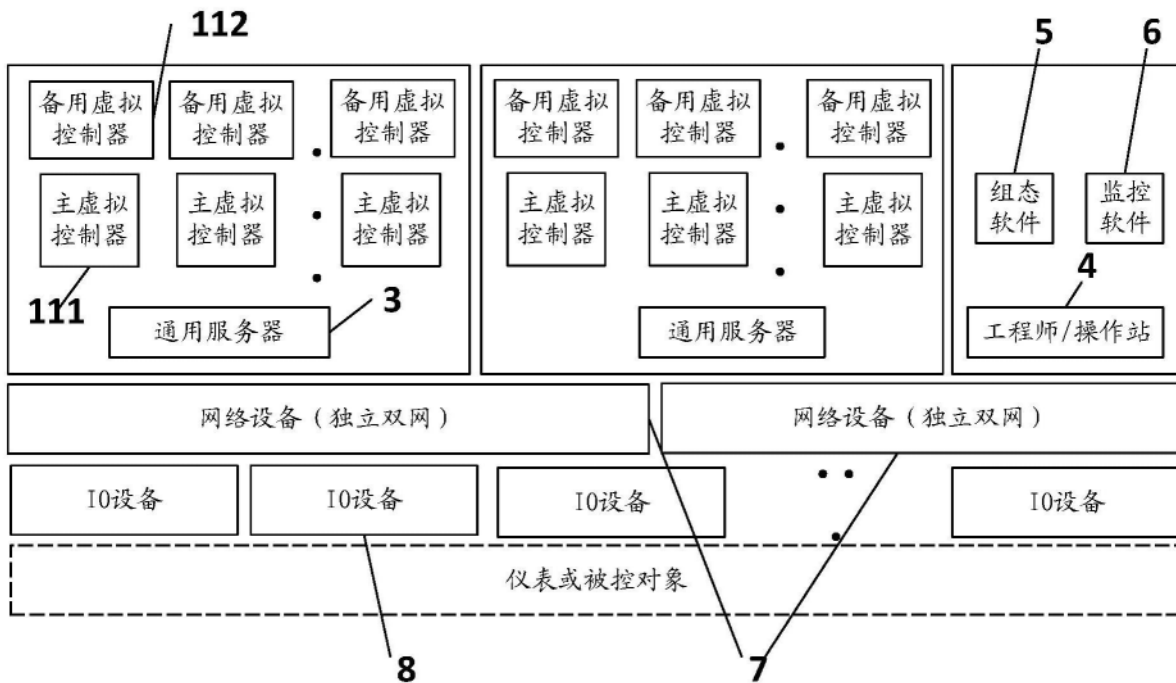 112
5
6
备用虚拟
控制器
备用虚拟
控制器
备用虚拟
控制器
备用虚拟
控制器
备用虚拟
控制器
备用虚拟
控制器
主虚拟
控制器
主虚拟
控制器
主虚拟
控制器
主虚拟
控制器
主虚拟
控制器
主虚拟
控制器
组态
软件
监控
软件
111
3
4
通用服务器
通用服务器
工程师/操作站
网络设备（独立双网）
网络设备（独立双网）
IO设备
IO设备
IO设备
IO设备
仪表或被控对象
8
7